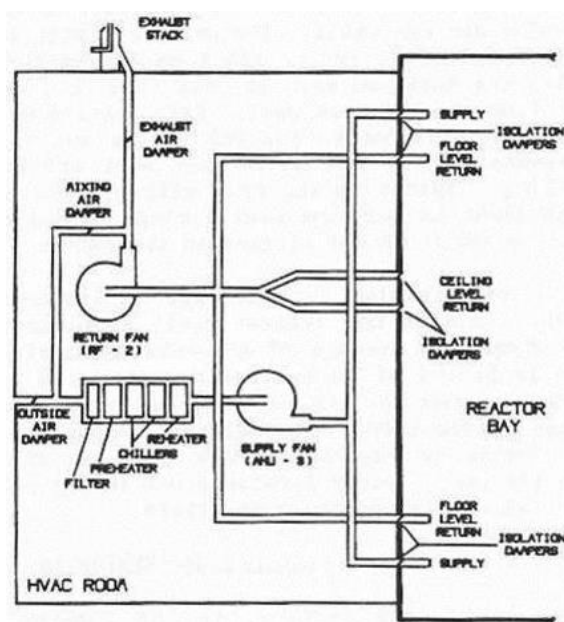 EXHAUST
STACK
EXHAUST
AIR
DAMPER
SUPPLY
ISOLATION
DAMPERS
FLOOR
LEVEL
RETURN
MIXING
AIR
DAMPER
CEILING
LEVEL
RETURN
RETURN FAN
(RF - 2)
ISOLATION
DAMPERS
OUTSIDE
AIR
DAMPER
REACTOR
BAY
REHEATER
CHILLERS
PREHEATER
FILTER
SUPPLY FAN
(AHU - 3)
FLOOR
LEVEL
RETURN
ISOLATION
DAMPERS
SUPPLY
HVAC ROOM